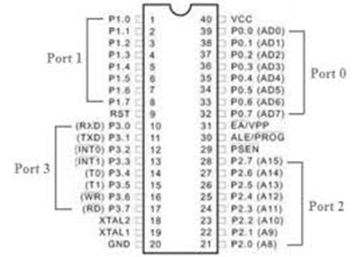 P1.0 1 40 VCC
P1.1 2 39 P0.0 (AD0)
P1.2 3 38 P0.1 (AD1)
P1.3 4 37 P0.2 (AD2)
Port 1 P1.4 5 36 P0.3 (AD3) Port 0
P1.5 6 35 P0.4 (AD4)
P1.6 7 34 P0.5 (AD5)
P1.7 8 33 P0.6 (AD6)
RST 9 32 P0.7 (AD7)
(RXD) P3.0 10 31 EA/VPP
(TXD) P3.1 11 30 ALE/PROG
(INT0) P3.2 12 29 PSEN
Port 3 (INT1) P3.3 13 28 P2.7 (A15)
(T0) P3.4 14 27 P2.6 (A14)
(T1) P3.5 15 26 P2.5 (A13)
(WR) P3.6 16 25 P2.4 (A12) Port 2
(RD) P3.7 17 24 P2.3 (A11)
XTAL2 18 23 P2.2 (A10)
XTAL1 19 22 P2.1 (A9)
GND 20 21 P2.0 (A8)